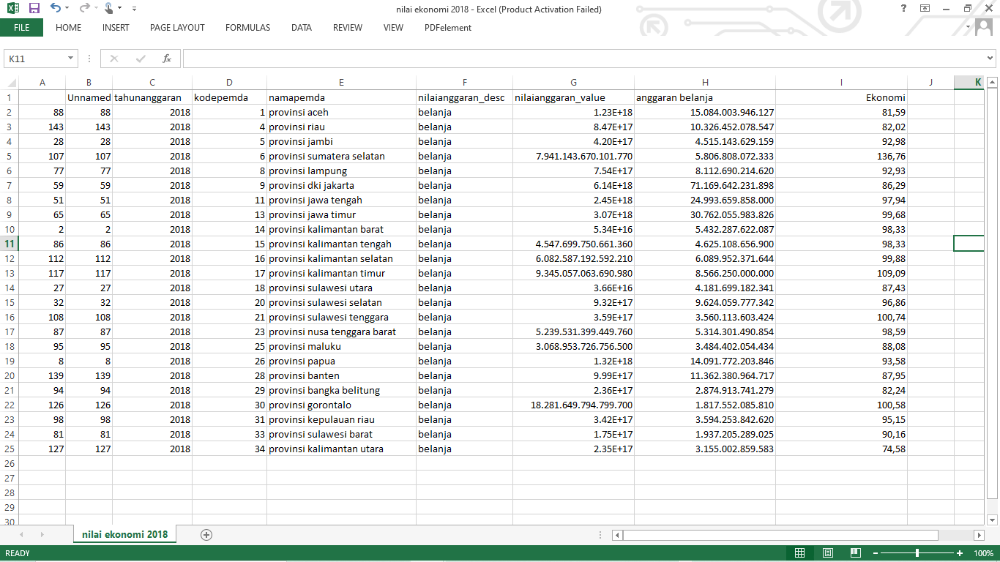 nilai ekonomi 2018 - Excel (Product Activation Failed)
FILE HOME INSERT PAGE LAYOUT FORMULAS DATA REVIEW VIEW PDFelement
K11 fx
A B C D E F G H I J K
1 Unnamed tahunanggaran kodepemda namapemda nilaianggaran_desc nilaianggaran_value anggaran belanja Ekonomi
2 88 88 2018 1 provinsi aceh belanja 1.23E+18 15.084.003.946.127 81,59
3 143 143 2018 4 provinsi riau belanja 8.47E+17 10.326.452.078.547 82,02
4 28 28 2018 5 provinsi jambi belanja 4.20E+17 4.515.143.629.159 92,98
5 107 107 2018 6 provinsi sumatera selatan belanja 7.941.143.670.101.770 5.806.808.072.333 136,76
6 77 77 2018 8 provinsi lampung belanja 7.54E+17 8.112.690.214.620 92,93
7 59 59 2018 9 provinsi dki jakarta belanja 6.14E+18 71.169.642.231.898 86,29
8 51 51 2018 11 provinsi jawa tengah belanja 2.45E+18 24.993.659.858.000 97,94
9 65 65 2018 13 provinsi jawa timur belanja 3.07E+18 30.762.055.983.826 99,68
10 2 2 2018 14 provinsi kalimantan barat belanja 5.34E+16 5.432.287.622.087 98,33
11 86 86 2018 15 provinsi kalimantan tengah belanja 4.547.699.750.661.360 4.625.108.656.900 98,33
12 112 112 2018 16 provinsi kalimantan selatan belanja 6.082.587.192.592.210 6.089.952.371.644 99,88
13 117 117 2018 17 provinsi kalimantan timur belanja 9.345.057.063.690.980 8.566.250.000.000 109,09
14 27 27 2018 18 provinsi sulawesi utara belanja 3.66E+16 4.181.699.182.341 87,43
15 32 32 2018 20 provinsi sulawesi selatan belanja 9.32E+17 9.624.059.777.342 96,86
16 108 108 2018 21 provinsi sulawesi tenggara belanja 3.59E+17 3.560.113.603.424 100,74
17 87 87 2018 23 provinsi nusa tenggara barat belanja 5.239.531.399.449.760 5.314.301.490.854 98,59
18 95 95 2018 25 provinsi maluku belanja 3.068.953.726.756.500 3.484.402.054.434 88,08
19 8 8 2018 26 provinsi papua belanja 1.32E+18 14.091.772.203.846 93,58
20 139 139 2018 28 provinsi banten belanja 9.99E+17 11.362.380.964.717 87,95
21 94 94 2018 29 provinsi bangka belitung belanja 2.36E+17 2.874.913.741.279 82,24
22 126 126 2018 30 provinsi gorontalo belanja 18.281.649.794.799.700 1.817.552.085.810 100,58
23 98 98 2018 31 provinsi kepulauan riau belanja 3.42E+17 3.594.253.842.620 95,15
24 81 81 2018 33 provinsi sulawesi barat belanja 1.75E+17 1.937.205.289.025 90,16
25 127 127 2018 34 provinsi kalimantan utara belanja 2.35E+17 3.155.002.859.583 74,58
26
27
28
29
30
nilai ekonomi 2018
READY 100%